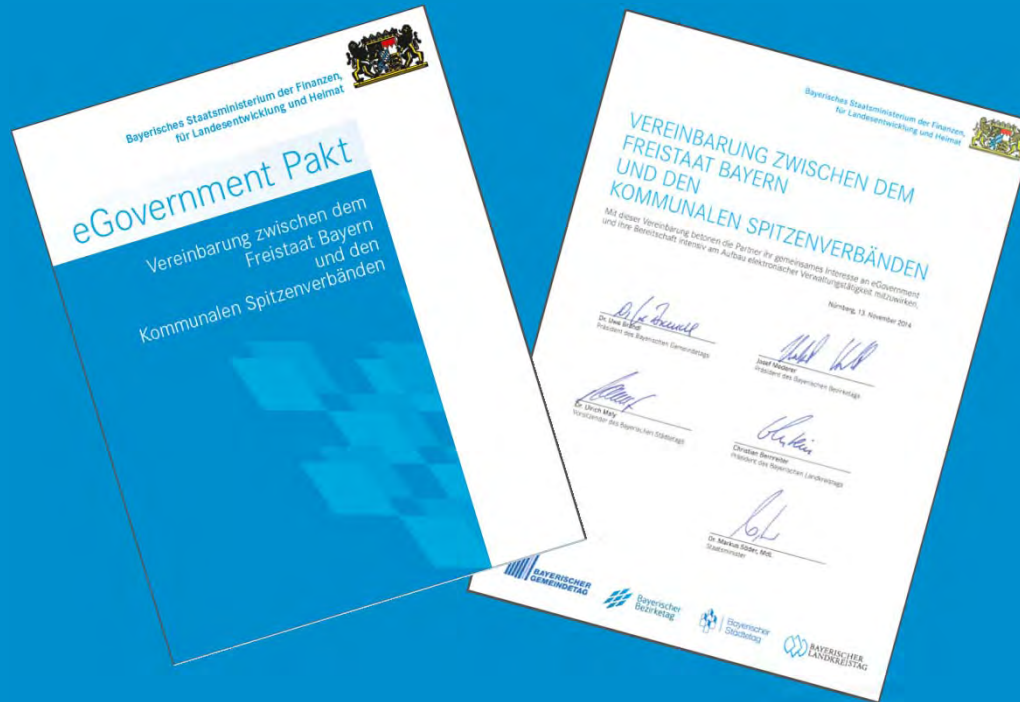 Bayerisches Staatsministerium der Finanzen,
für Landesentwicklung und Heimat
eGovernment Pakt
Vereinbarung zwischen dem
Freistaat Bayern
und den
Kommunalen Spitzenverbänden
Bayerisches Staatsministerium der Finanzen,
für Landesentwicklung und Heimat
VEREINBARUNG ZWISCHEN DEM
FREISTAAT BAYERN
UND DEN
KOMMUNALEN SPITZENVERBÄNDEN
Mit dieser Vereinbarung betonen die Partner ihr gemeinsames Interesse an eGovernment
und ihre Bereitschaft intensiv am Aufbau elektronischer Verwaltungstätigkeit mitzuwirken.
Nürnberg, 13. November 2014
Dr. Uwe Brandl
Präsident des Bayerischen Gemeindetags
Josef Mederer
Präsident des Bayerischen Bezirketags
Dr. Ulrich Maly
Vorsitzender des Bayerischen Städtetags
Christian Bernreiter
Präsident des Bayerischen Landkreistags
Dr. Markus Söder, MdL
Staatsminister
BAYERISCHER
GEMEINDETAG
Bayerischer
Bezirketag
Bayerischer
Städtetag
BAYERISCHER
LANDKREISTAG